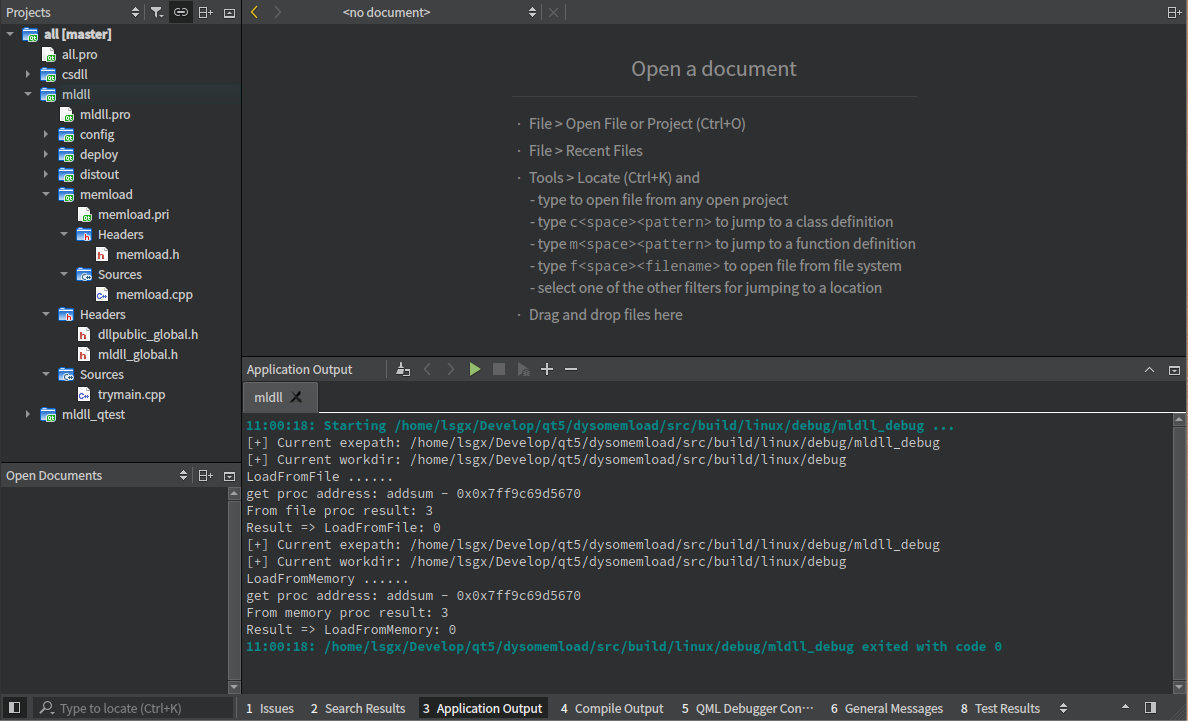 Projects
<no document>
all [master]
all.pro
csdll
mldll
mldll.pro
config
deploy
distout
memload
memload.pri
Headers
memload.h
Sources
memload.cpp
Headers
dllpublic_global.h
mldll_global.h
Sources
trymain.cpp
mldll_qtest
Open Documents
Open a document
· File > Open File or Project (Ctrl+O)
· File > Recent Files
· Tools > Locate (Ctrl+K) and
- type to open file from any open project
- type c<space><pattern> to jump to a class definition
- type m<space><pattern> to jump to a function definition
- type f<space><filename> to open file from file system
- select one of the other filters for jumping to a location
· Drag and drop files here
Application Output
mldll
11:00:18: Starting /home/lsgx/Develop/qt5/dysomemload/src/build/linux/debug/mldll_debug ...
[+] Current exepath: /home/lsgx/Develop/qt5/dysomemload/src/build/linux/debug/mldll_debug
[+] Current workdir: /home/lsgx/Develop/qt5/dysomemload/src/build/linux/debug
LoadFromFile ......
get proc address: addsum - 0x0x7ff9c69d5670
From file proc result: 3
Result => LoadFromFile: 0
[+] Current exepath: /home/lsgx/Develop/qt5/dysomemload/src/build/linux/debug/mldll_debug
[+] Current workdir: /home/lsgx/Develop/qt5/dysomemload/src/build/linux/debug
LoadFromMemory ......
get proc address: addsum - 0x0x7ff9c69d5670
From memory proc result: 3
Result => LoadFromMemory: 0
11:00:18: /home/lsgx/Develop/qt5/dysomemload/src/build/linux/debug/mldll_debug exited with code 0
Type to locate (Ctrl+K)
1 Issues 2 Search Results 3 Application Output 4 Compile Output 5 QML Debugger Con··· 6 General Messages 8 Test Results